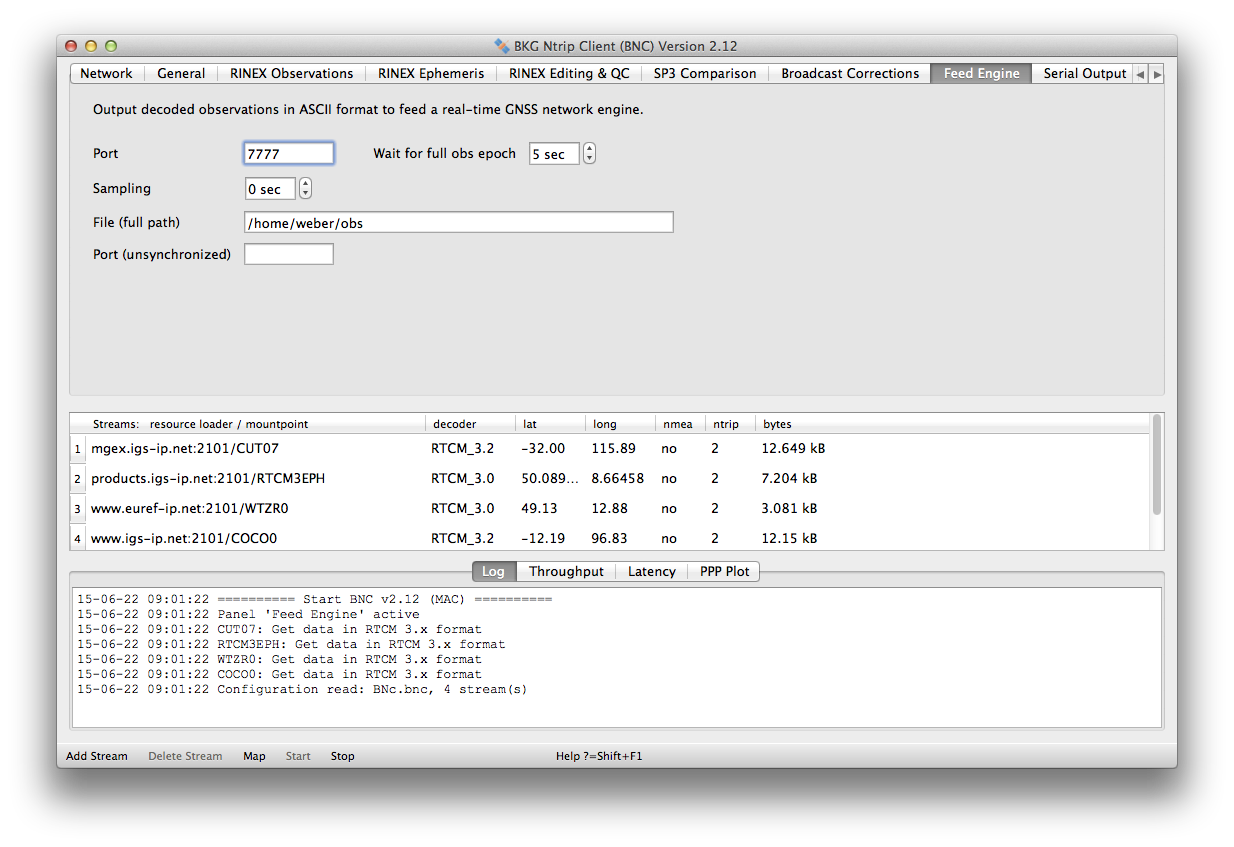 BKG Ntrip Client (BNC) Version 2.12
Network General RINEX Observations RINEX Ephemeris RINEX Editing & QC SP3 Comparison Broadcast Corrections Feed Engine Serial Output
Output decoded observations in ASCII format to feed a real-time GNSS network engine.
Port 7777 Wait for full obs epoch 5 sec
Sampling 0 sec
File (full path) /home/weber/obs
Port (unsynchronized)
Streams: resource loader / mountpoint decoder lat long nmea ntrip bytes
1 mgex.igs-ip.net:2101/CUT07 RTCM_3.2 -32.00 115.89 no 2 12.649 kB
2 products.igs-ip.net:2101/RTCM3EPH RTCM_3.0 50.089... 8.66458 no 2 7.204 kB
3 www.euref-ip.net:2101/WTZR0 RTCM_3.0 49.13 12.88 no 2 3.081 kB
4 www.igs-ip.net:2101/COCO0 RTCM_3.2 -12.19 96.83 no 2 12.15 kB
Log Throughput Latency PPP Plot
15-06-22 09:01:22 ========== Start BNC v2.12 (MAC) ==========
15-06-22 09:01:22 Panel 'Feed Engine' active
15-06-22 09:01:22 CUT07: Get data in RTCM 3.x format
15-06-22 09:01:22 RTCM3EPH: Get data in RTCM 3.x format
15-06-22 09:01:22 WTZR0: Get data in RTCM 3.x format
15-06-22 09:01:22 COCO0: Get data in RTCM 3.x format
15-06-22 09:01:22 Configuration read: BNc.bnc, 4 stream(s)
Add Stream Delete Stream Map Start Stop Help ?=Shift+F1